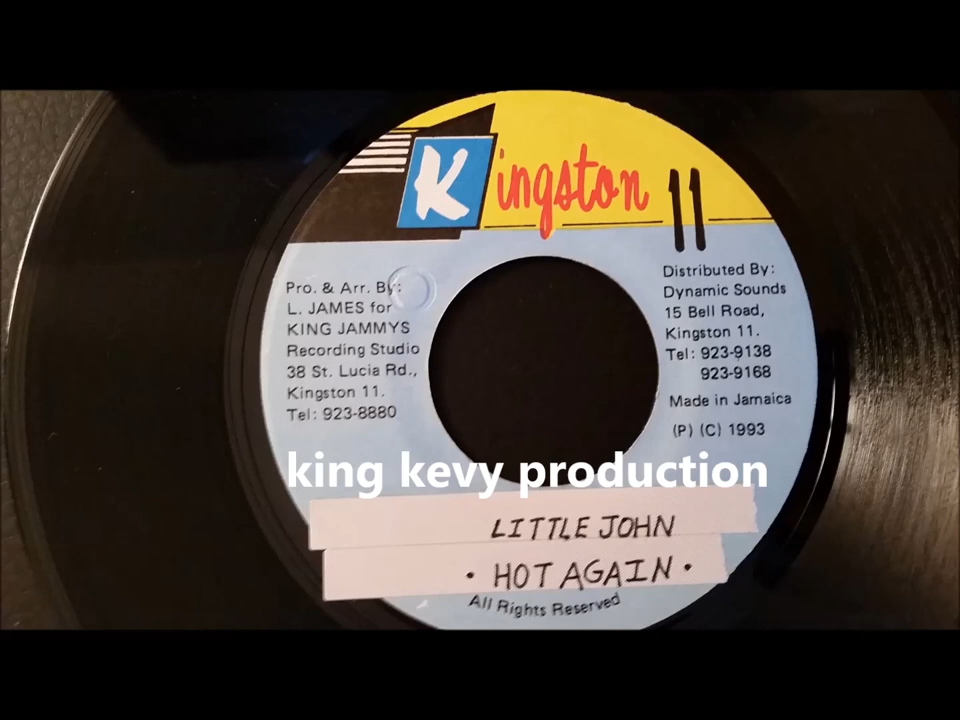 Kingston 11
Pro. & Arr. By:
L. JAMES for
KING JAMMYS
Recording Studio
38 St. Lucia Rd.,
Kingston 11.
Tel: 923-8880
Distributed By:
Dynamic Sounds
15 Bell Road,
Kingston 11.
Tel: 923-9138
923-9168
Made in Jamaica
(P) (C) 1993
king kevy production
LITTLE JOHN
• HOT AGAIN •
All Rights Reserved